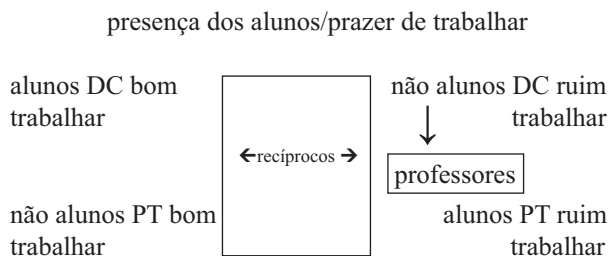 presença dos alunos/prazer de trabalhar
alunos DC bom
trabalhar
não alunos DC ruim
trabalhar
←recíprocos →
professores
não alunos PT bom
trabalhar
alunos PT ruim
trabalhar